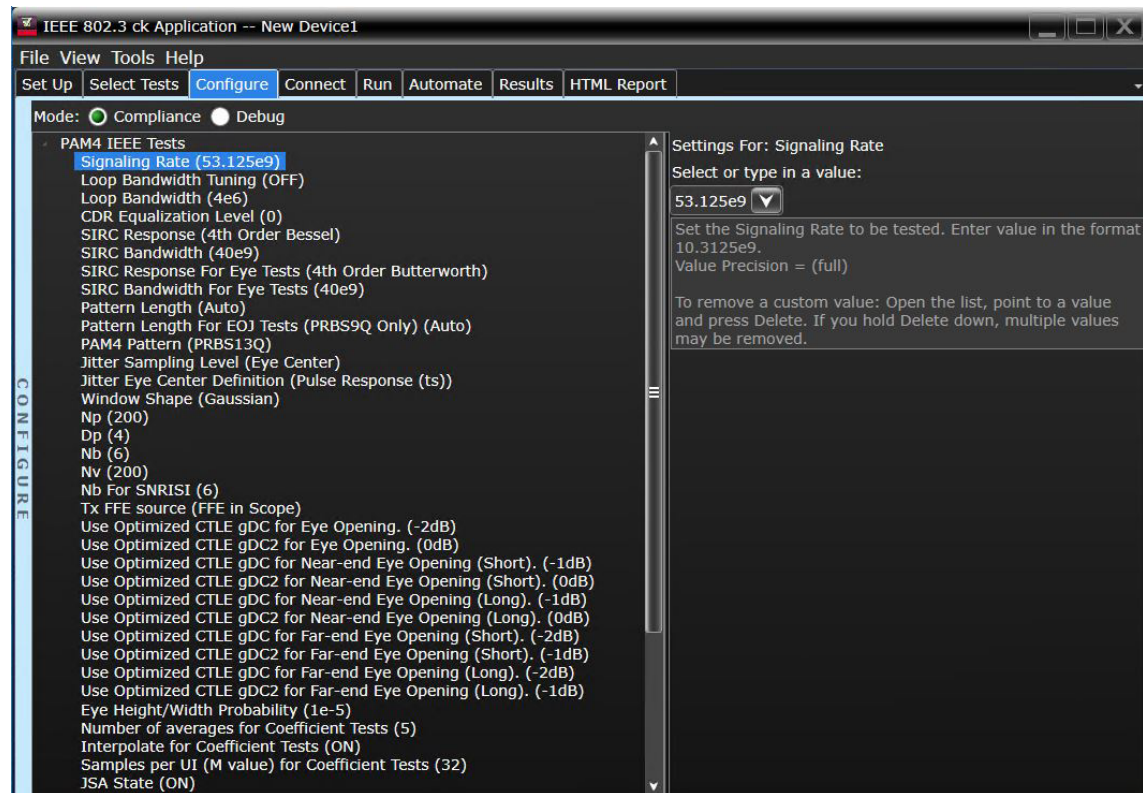 IEEE 802.3 ck Application -- New Device1
File View Tools Help
Set Up Select Tests Configure Connect Run Automate Results HTML Report
Mode: Compliance Debug
CONFIGURE
PAM4 IEEE Tests
Signaling Rate (53.125e9)
Loop Bandwidth Tuning (OFF)
Loop Bandwidth (4e6)
CDR Equalization Level (0)
SIRC Response (4th Order Bessel)
SIRC Bandwidth (40e9)
SIRC Response For Eye Tests (4th Order Butterworth)
SIRC Bandwidth For Eye Tests (40e9)
Pattern Length (Auto)
Pattern Length For EOJ Tests (PRBS9Q Only) (Auto)
PAM4 Pattern (PRBS13Q)
Jitter Sampling Level (Eye Center)
Jitter Eye Center Definition (Pulse Response (ts))
Window Shape (Gaussian)
Np (200)
Dp (4)
Nb (6)
Nv (200)
Nb For SNRISI (6)
Tx FFE source (FFE in Scope)
Use Optimized CTLE gDC for Eye Opening. (-2dB)
Use Optimized CTLE gDC2 for Eye Opening. (0dB)
Use Optimized CTLE gDC for Near-end Eye Opening (Short). (-1dB)
Use Optimized CTLE gDC2 for Near-end Eye Opening (Short). (0dB)
Use Optimized CTLE gDC for Near-end Eye Opening (Long). (-1dB)
Use Optimized CTLE gDC2 for Near-end Eye Opening (Long). (0dB)
Use Optimized CTLE gDC for Far-end Eye Opening (Short). (-2dB)
Use Optimized CTLE gDC2 for Far-end Eye Opening (Short). (-1dB)
Use Optimized CTLE gDC for Far-end Eye Opening (Long). (-2dB)
Use Optimized CTLE gDC2 for Far-end Eye Opening (Long). (-1dB)
Eye Height/Width Probability (1e-5)
Number of averages for Coefficient Tests (5)
Interpolate for Coefficient Tests (ON)
Samples per UI (M value) for Coefficient Tests (32)
JSA State (ON)
Settings For: Signaling Rate
Select or type in a value:
53.125e9
Set the Signaling Rate to be tested. Enter value in the format
10.3125e9.
Value Precision = (full)
To remove a custom value: Open the list, point to a value
and press Delete. If you hold Delete down, multiple values
may be removed.